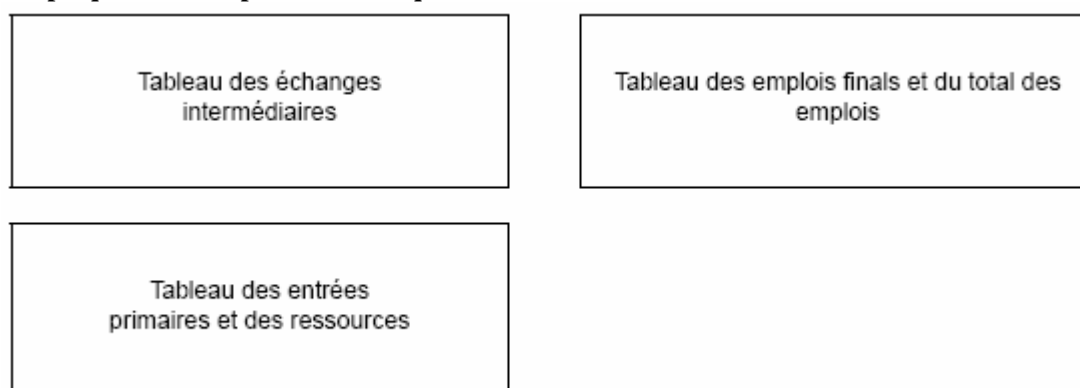 Tableau des échanges
intermédiaires
Tableau des emplois finals et du total des
emplois
Tableau des entrées
primaires et des ressources